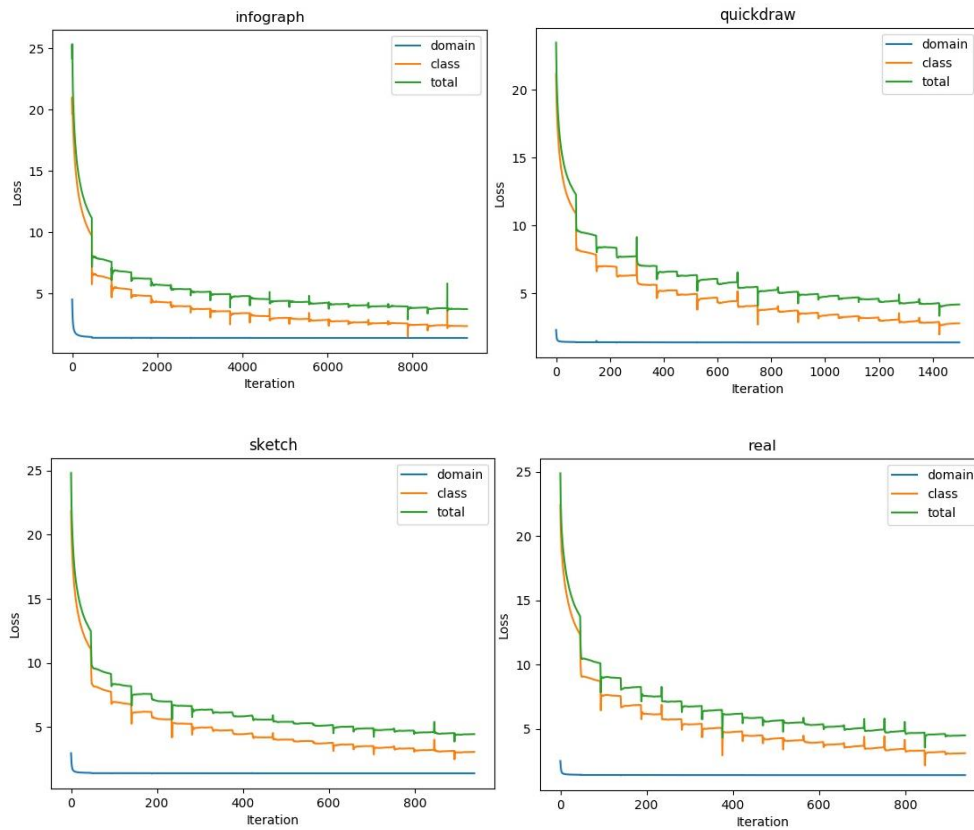 infograph
25
20
15
10
5
Loss
domain
class
total
0
2000
4000
6000
8000
Iteration
quickdraw
20
15
10
5
Loss
domain
class
total
0
200
400
600
800
1000
1200
1400
Iteration
sketch
25
20
15
10
5
Loss
domain
class
total
0
200
400
600
800
Iteration
real
25
20
15
10
5
Loss
domain
class
total
0
200
400
600
800
Iteration